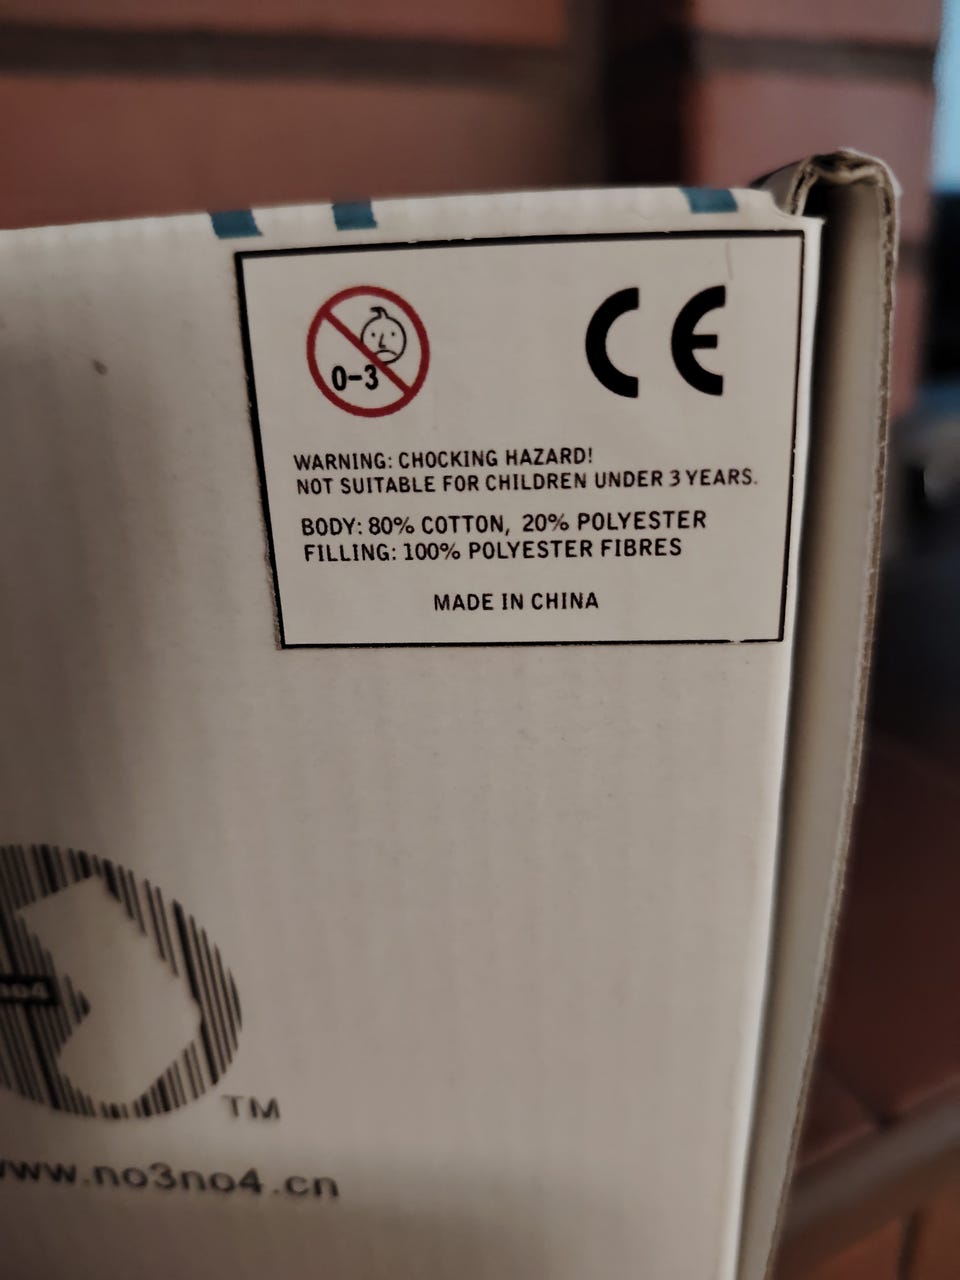 0-3
CE
WARNING: CHOCKING HAZARD!
NOT SUITABLE FOR CHILDREN UNDER 3 YEARS.
BODY: 80% COTTON, 20% POLYESTER
FILLING: 100% POLYESTER FIBRES
MADE IN CHINA
no4
TM
www.no3no4.cn